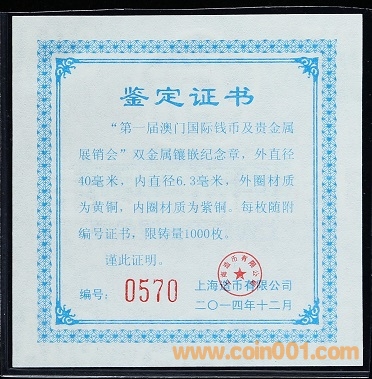 鉴定证书
“第一届澳门国际钱币及贵金属
展销会”双金属镶嵌纪念章，外直径
40毫米，内直径6.3毫米，外圈材质
为黄铜，内圈材质为紫铜。每枚随附
编号证书，限铸量1000枚。
谨此证明。
上海造币有限公司
编号：0570
二〇一四年十二月
www.coin001.com